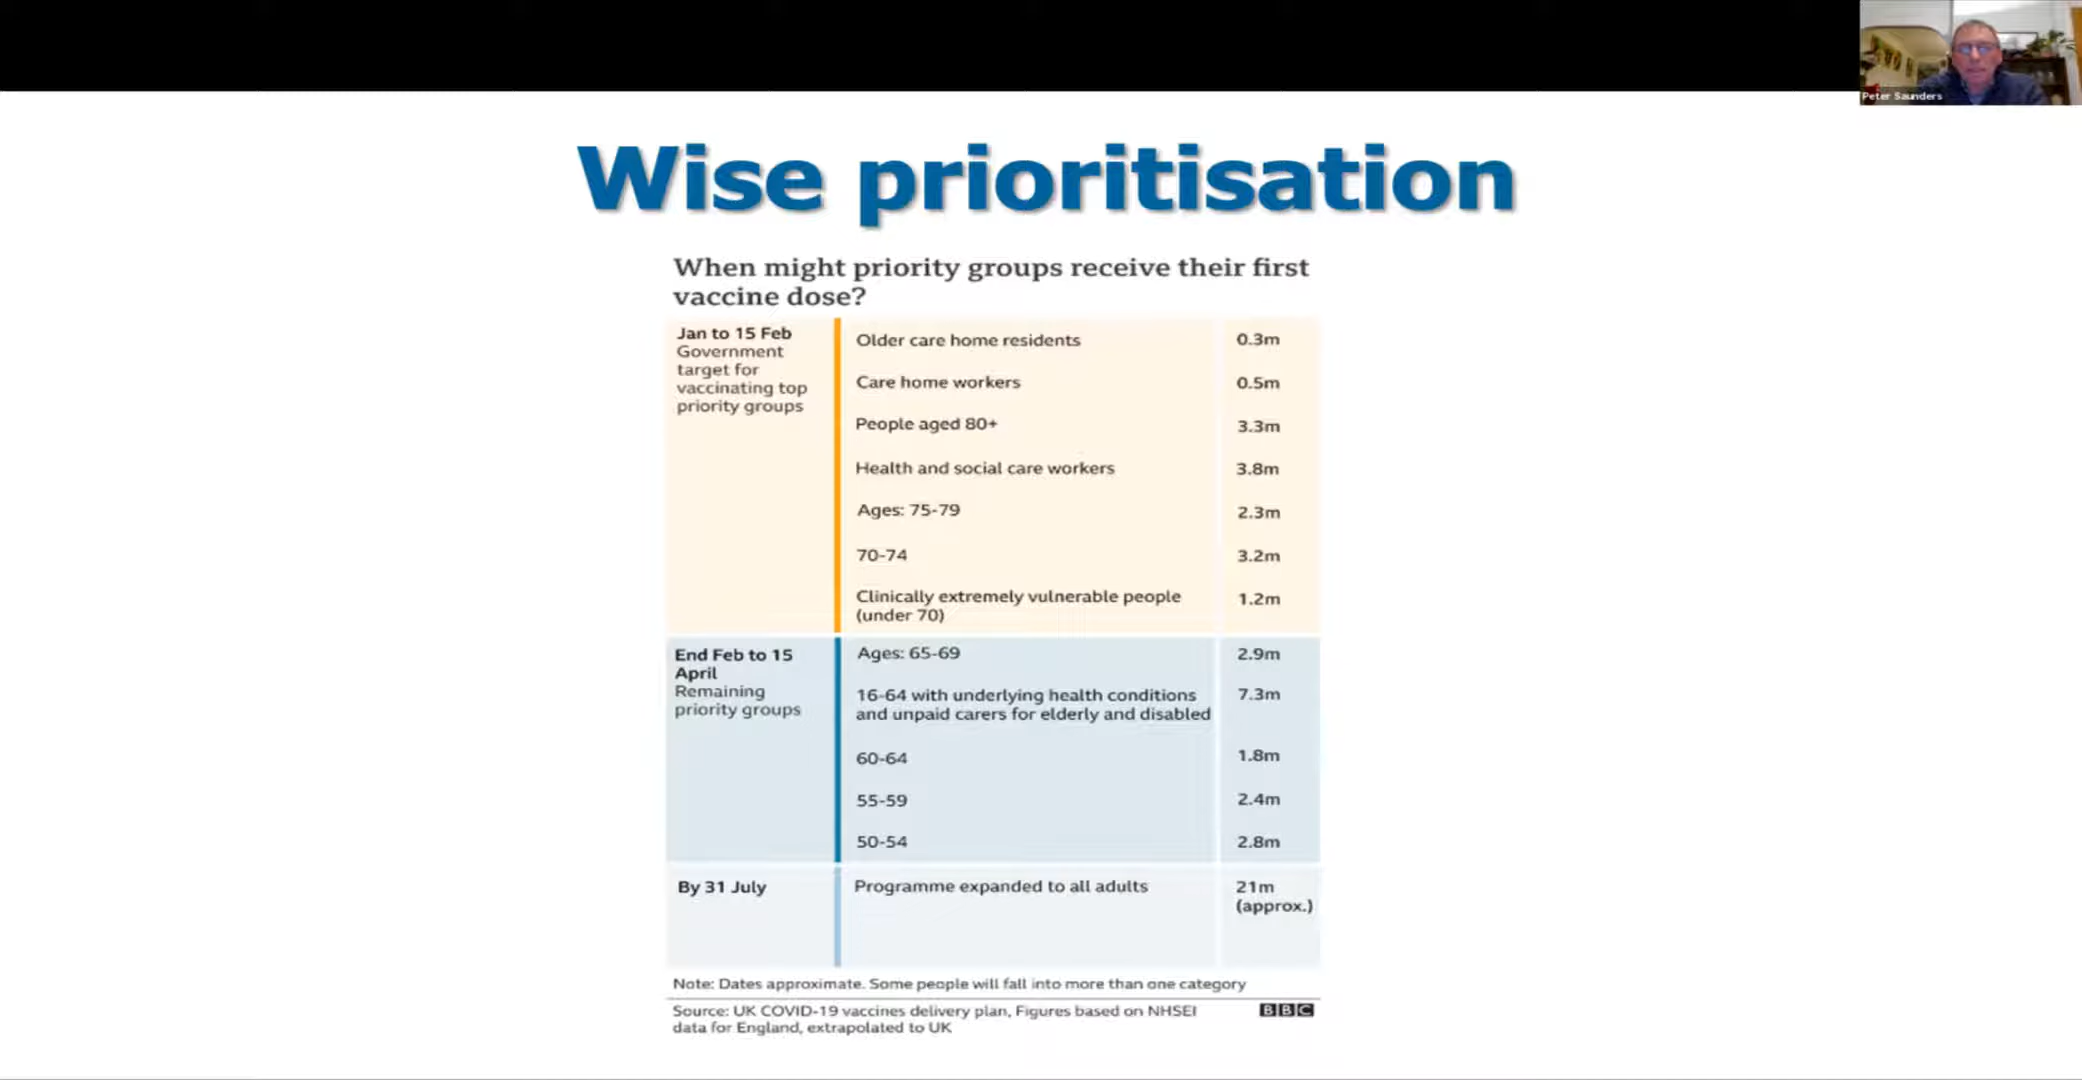 Peter Saunders
Wise prioritisation
When might priority groups receive their first
vaccine dose?
Jan to 15 Feb
Government
target for
vaccinating top
priority groups
Older care home residents 0.3m
Care home workers 0.5m
People aged 80+ 3.3m
Health and social care workers 3.8m
Ages: 75-79 2.3m
70-74 3.2m
Clinically extremely vulnerable people 1.2m
(under 70)
End Feb to 15
April
Remaining
priority groups
Ages: 65-69 2.9m
16-64 with underlying health conditions 7.3m
and unpaid carers for elderly and disabled
60-64 1.8m
55-59 2.4m
50-54 2.8m
By 31 July
Programme expanded to all adults 21m
(approx.)
Note: Dates approximate. Some people will fall into more than one category
Source: UK COVID-19 vaccines delivery plan, Figures based on NHSEI
data for England, extrapolated to UK
BBC